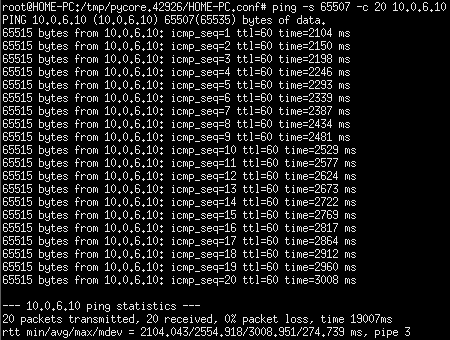 root@HOME-PC:/tmp/pycore.42926/HOME-PC.conf# ping -s 65507 -c 20 10.0.6.10
PING 10.0.6.10 (10.0.6.10) 65507(65535) bytes of data.
65515 bytes from 10.0.6.10: icmp_seq=1 ttl=60 time=2104 ms
65515 bytes from 10.0.6.10: icmp_seq=2 ttl=60 time=2150 ms
65515 bytes from 10.0.6.10: icmp_seq=3 ttl=60 time=2198 ms
65515 bytes from 10.0.6.10: icmp_seq=4 ttl=60 time=2246 ms
65515 bytes from 10.0.6.10: icmp_seq=5 ttl=60 time=2293 ms
65515 bytes from 10.0.6.10: icmp_seq=6 ttl=60 time=2339 ms
65515 bytes from 10.0.6.10: icmp_seq=7 ttl=60 time=2387 ms
65515 bytes from 10.0.6.10: icmp_seq=8 ttl=60 time=2434 ms
65515 bytes from 10.0.6.10: icmp_seq=9 ttl=60 time=2481 ms
65515 bytes from 10.0.6.10: icmp_seq=10 ttl=60 time=2529 ms
65515 bytes from 10.0.6.10: icmp_seq=11 ttl=60 time=2577 ms
65515 bytes from 10.0.6.10: icmp_seq=12 ttl=60 time=2624 ms
65515 bytes from 10.0.6.10: icmp_seq=13 ttl=60 time=2673 ms
65515 bytes from 10.0.6.10: icmp_seq=14 ttl=60 time=2722 ms
65515 bytes from 10.0.6.10: icmp_seq=15 ttl=60 time=2769 ms
65515 bytes from 10.0.6.10: icmp_seq=16 ttl=60 time=2817 ms
65515 bytes from 10.0.6.10: icmp_seq=17 ttl=60 time=2864 ms
65515 bytes from 10.0.6.10: icmp_seq=18 ttl=60 time=2912 ms
65515 bytes from 10.0.6.10: icmp_seq=19 ttl=60 time=2960 ms
65515 bytes from 10.0.6.10: icmp_seq=20 ttl=60 time=3008 ms
--- 10.0.6.10 ping statistics ---
20 packets transmitted, 20 received, 0% packet loss, time 19007ms
rtt min/avg/max/mdev = 2104.043/2554.918/3008.951/274.739 ms, pipe 3